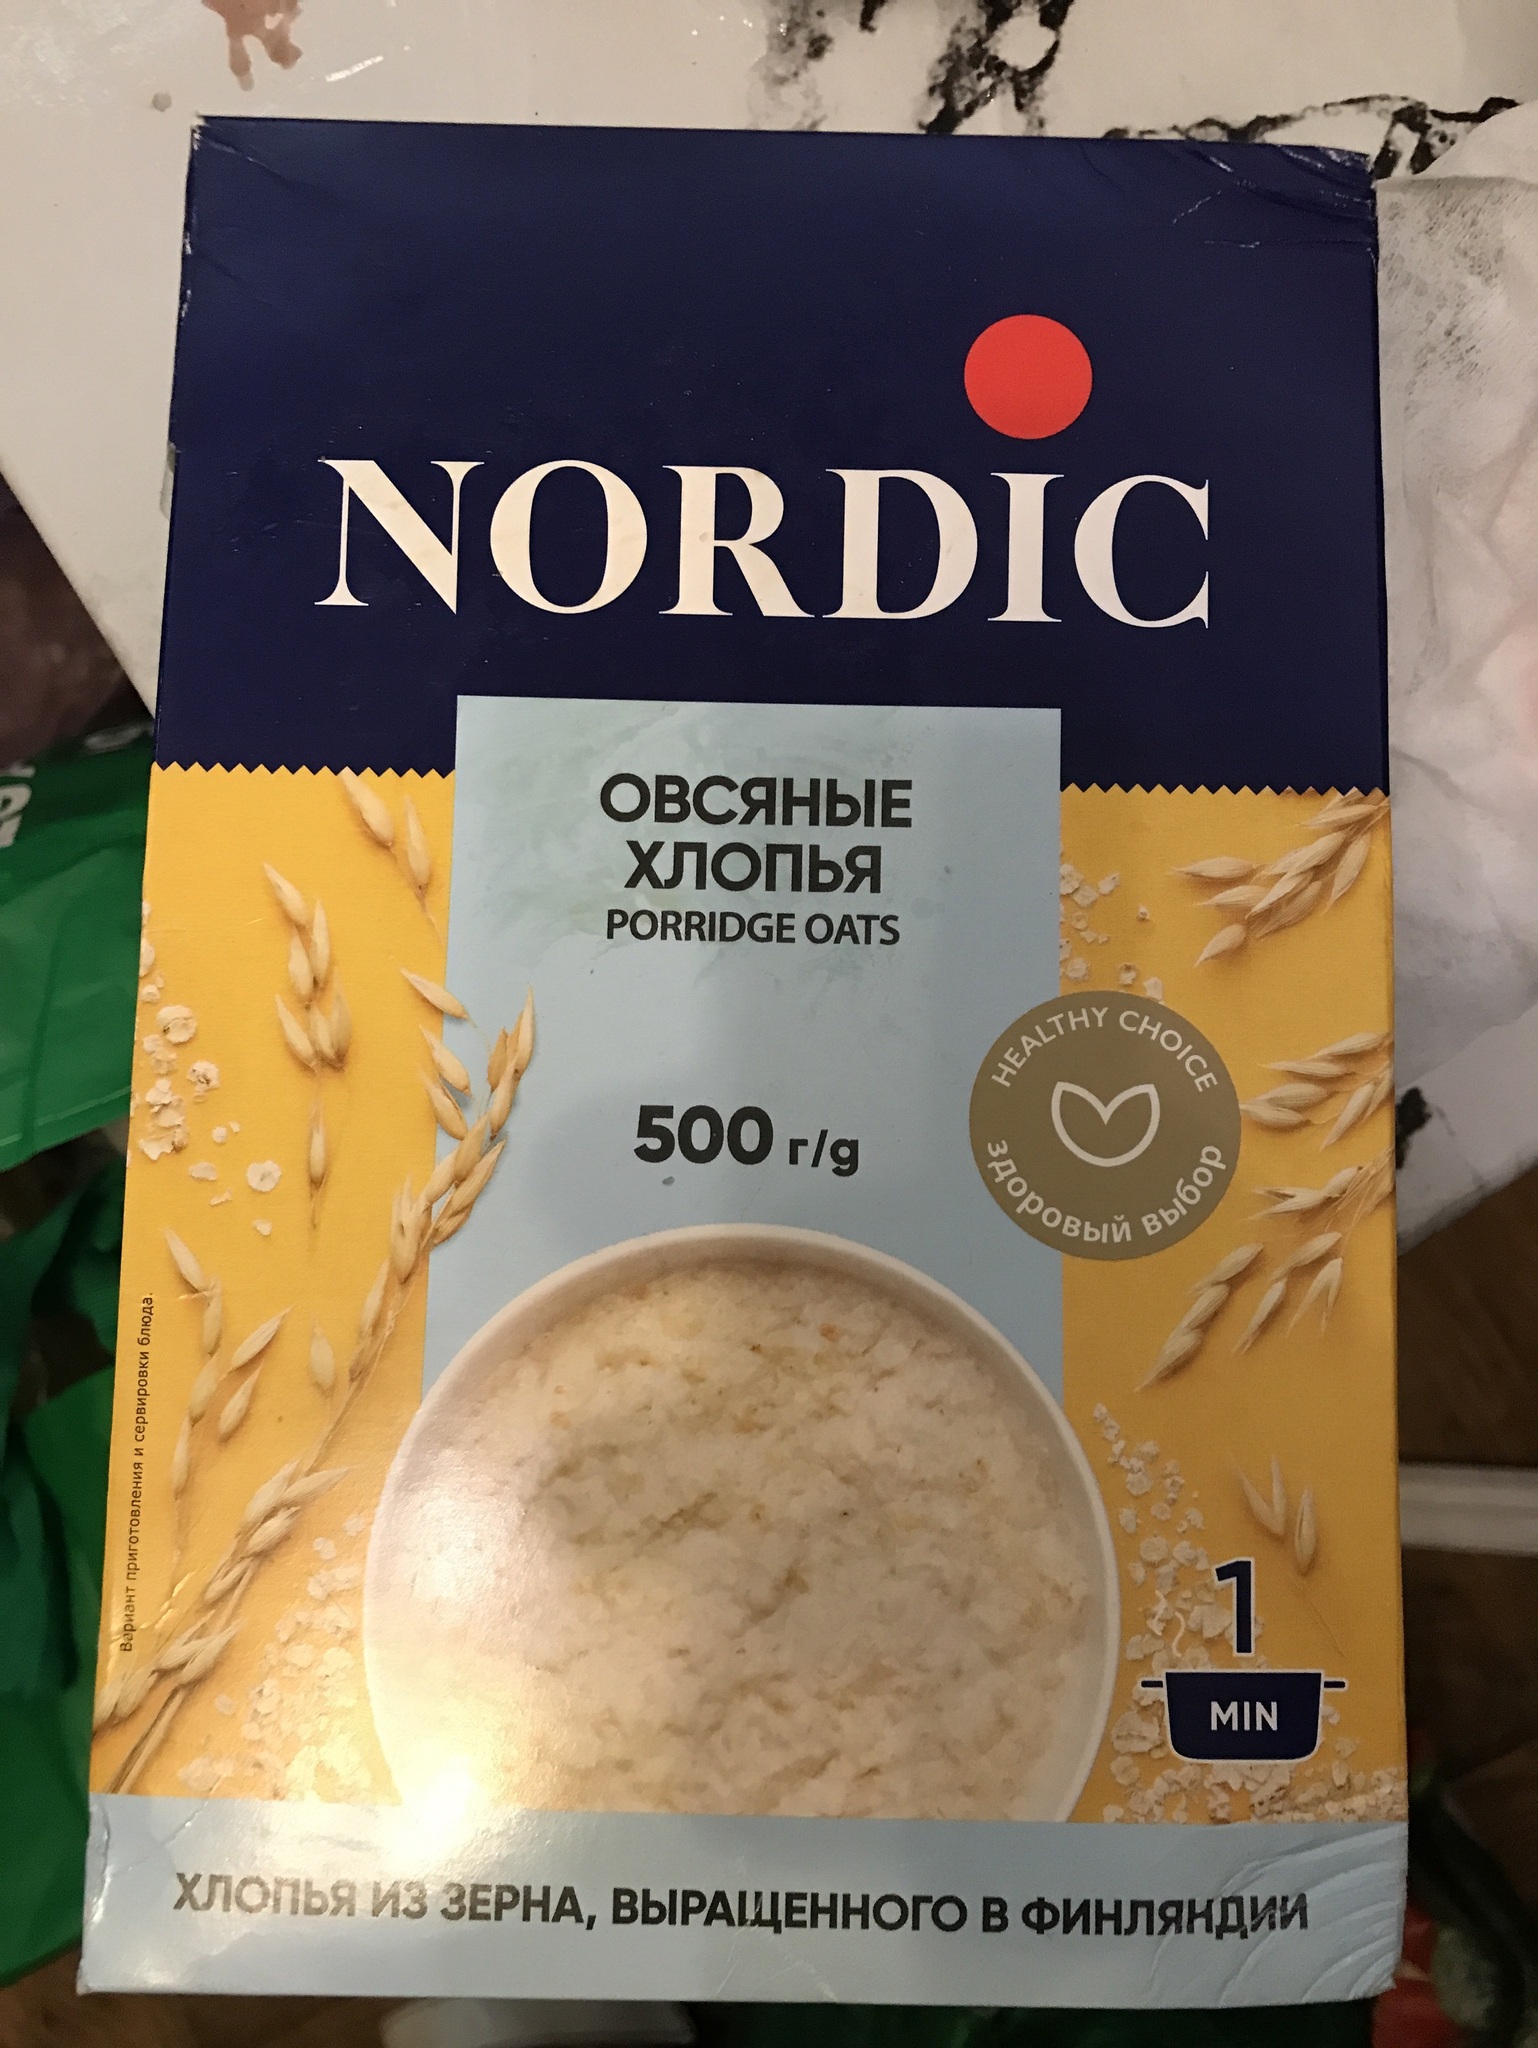 NORDIC
ОВСЯНЫЕ
ХЛОПЬЯ
PORRIDGE OATS
HEALTHY CHOICE
ЗДОРОВЫЙ ВЫБОР
500 г/g
Вариант приготовления и сервировки блюда.
1
MIN
ХЛОПЬЯ ИЗ ЗЕРНА, ВЫРАЩЕННОГО В ФИНЛЯНДИИ